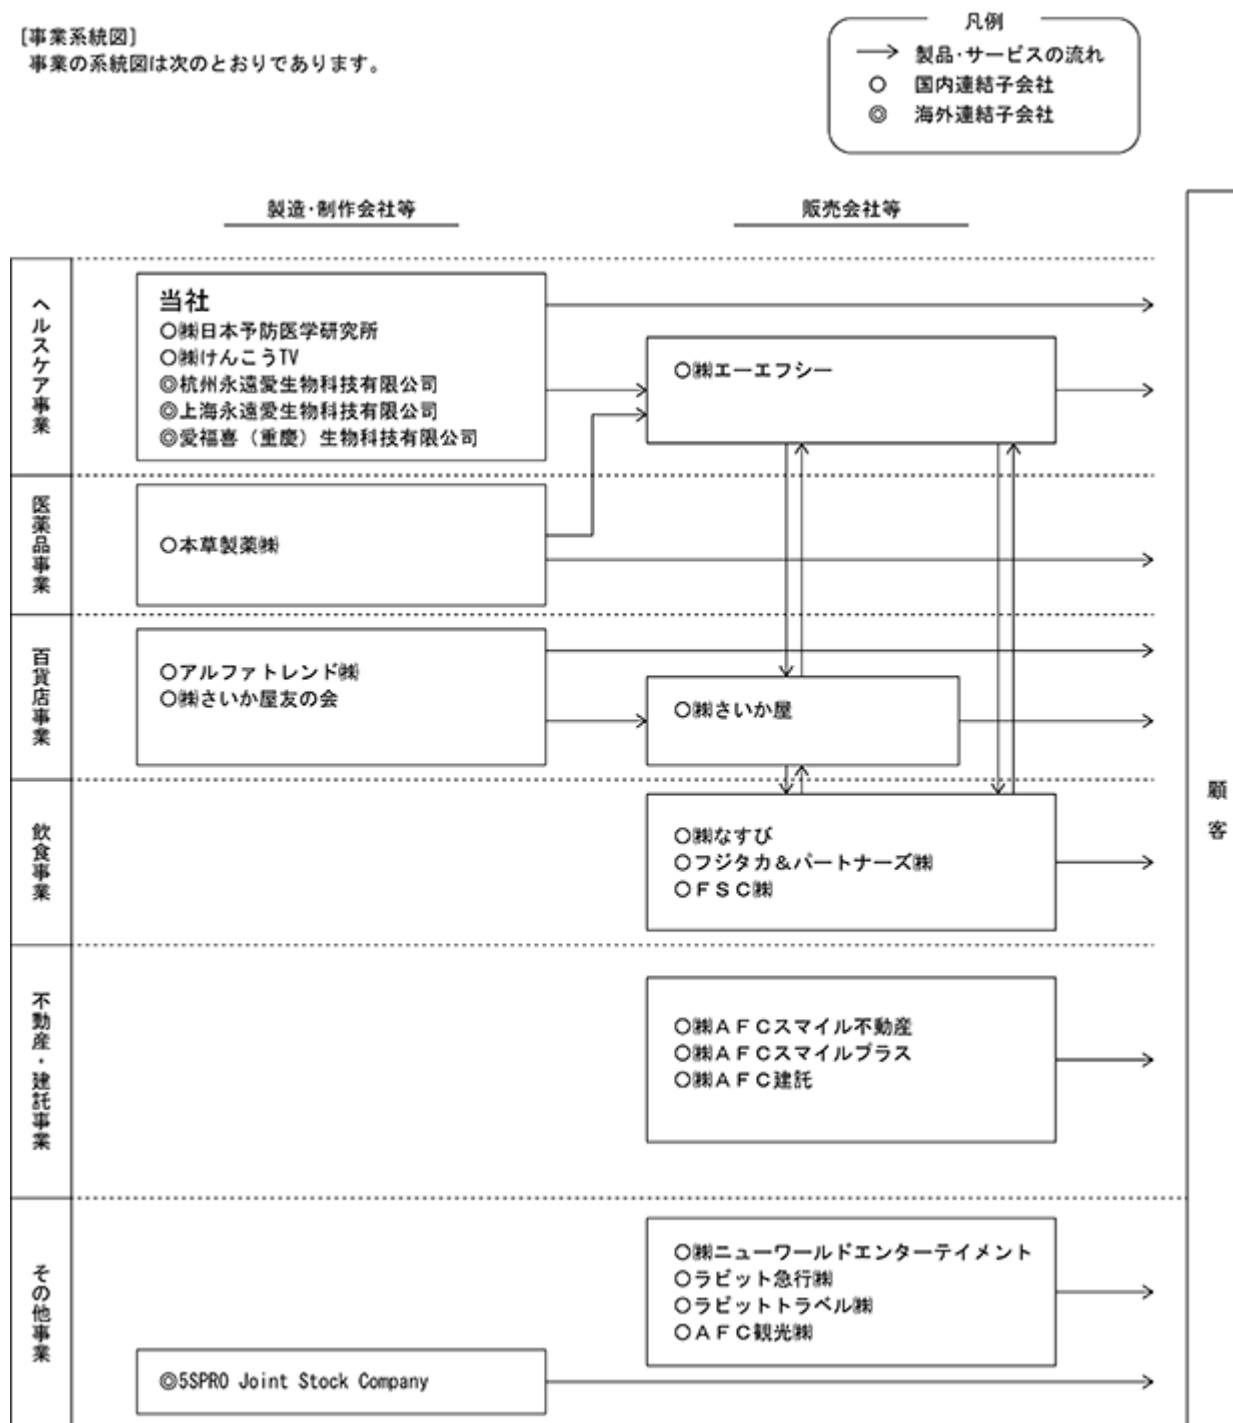 [事業系統図]
事業の系統図は次のとおりであります。
凡例
→ 製品・サービスの流れ
○ 国内連結子会社
◎ 海外連結子会社
製造・制作会社等
販売会社等
ヘルスケア事業
当社
○㈱日本予防医学研究所
○㈱けんこうTV
◎杭州永遠愛生物科技有限公司
◎上海永遠愛生物科技有限公司
◎愛福喜（重慶）生物科技有限公司
○㈱エーエフシー
医薬品事業
○本草製薬㈱
百貨店事業
○アルファトレンド㈱
○㈱さいか屋友の会
○㈱さいか屋
飲食事業
○㈱なすび
○フジタカ＆パートナーズ㈱
○ＦＳＣ㈱
不動産・建託事業
○㈱ＡＦＣスマイル不動産
○㈱ＡＦＣスマイルプラス
○㈱ＡＦＣ建託
その他事業
○㈱ニューワールドエンターテイメント
○ラビット急行㈱
○ラビットトラベル㈱
○ＡＦＣ観光㈱
◎5SPRO Joint Stock Company
顧客